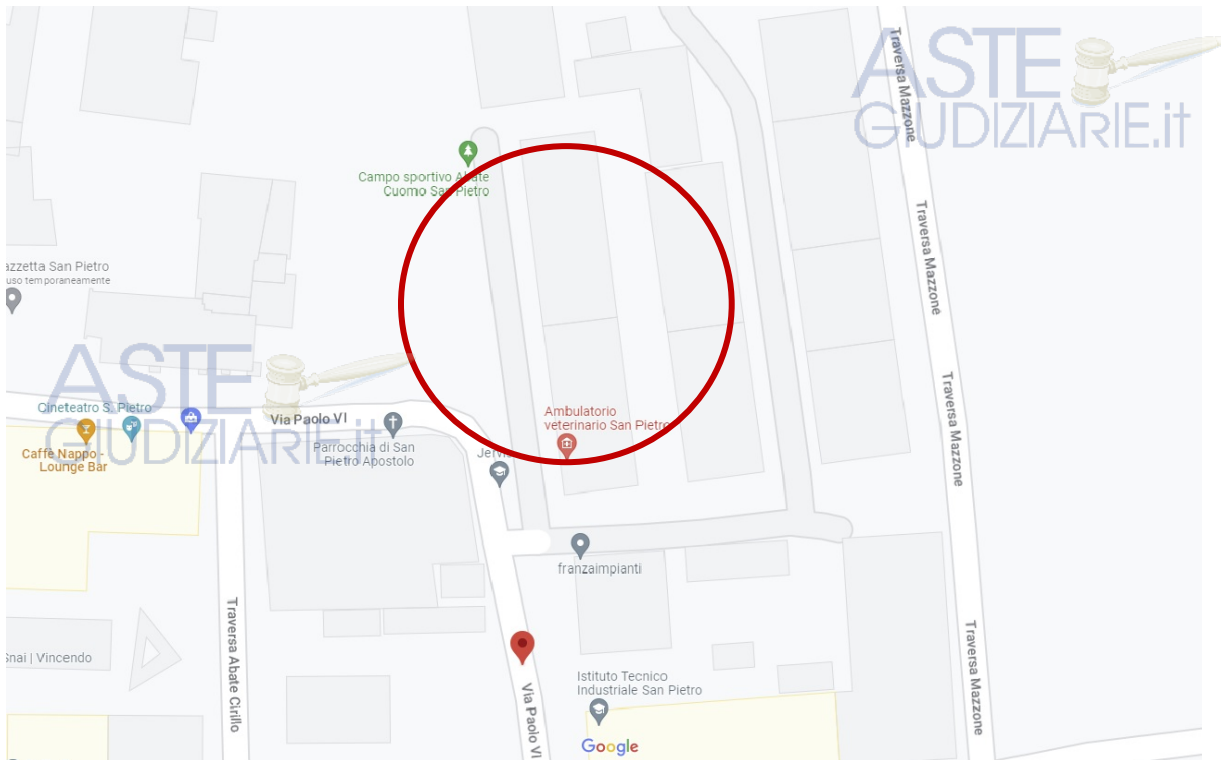 ASTE
GIUDIZIARIE.it
Traversa Mazzone
Campo sportivo Abate
Cuomo San Pietro
Traversa Mazzone
azzetta San Pietro
uso temporaneamente
ASTE
GIUDIZIARIE.it
Traversa Mazzone
Cineteatro S. Pietro
Via Paolo VI
Ambulatorio
veterinario San Pietro
Caffè Nappo -
Lounge Bar
Parrocchia di San
Pietro Apostolo
franzaimpianti
Traversa Abate Cirillo
Traversa Mazzone
Snai | Vincendo
Istituto Tecnico
Industriale San Pietro
Via Paolo VI
Google